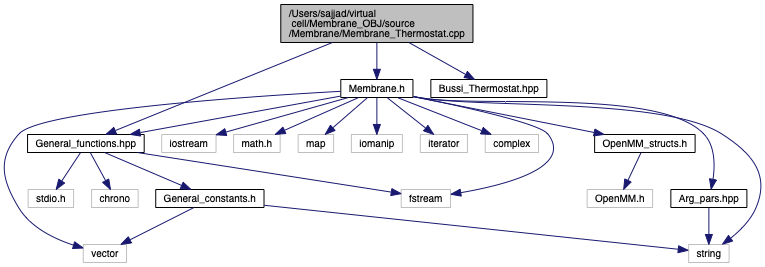 /Users/sajjad/virtual
cell/Membrane_OBJ/source
/Membrane/Membrane_Thermostat.cpp
Membrane.h
Bussi_Thermostat.hpp
General_functions.hpp
iostream
math.h
map
iomanip
iterator
complex
OpenMM_structs.h
stdio.h
chrono
General_constants.h
fstream
OpenMM.h
Arg_pars.hpp
vector
string